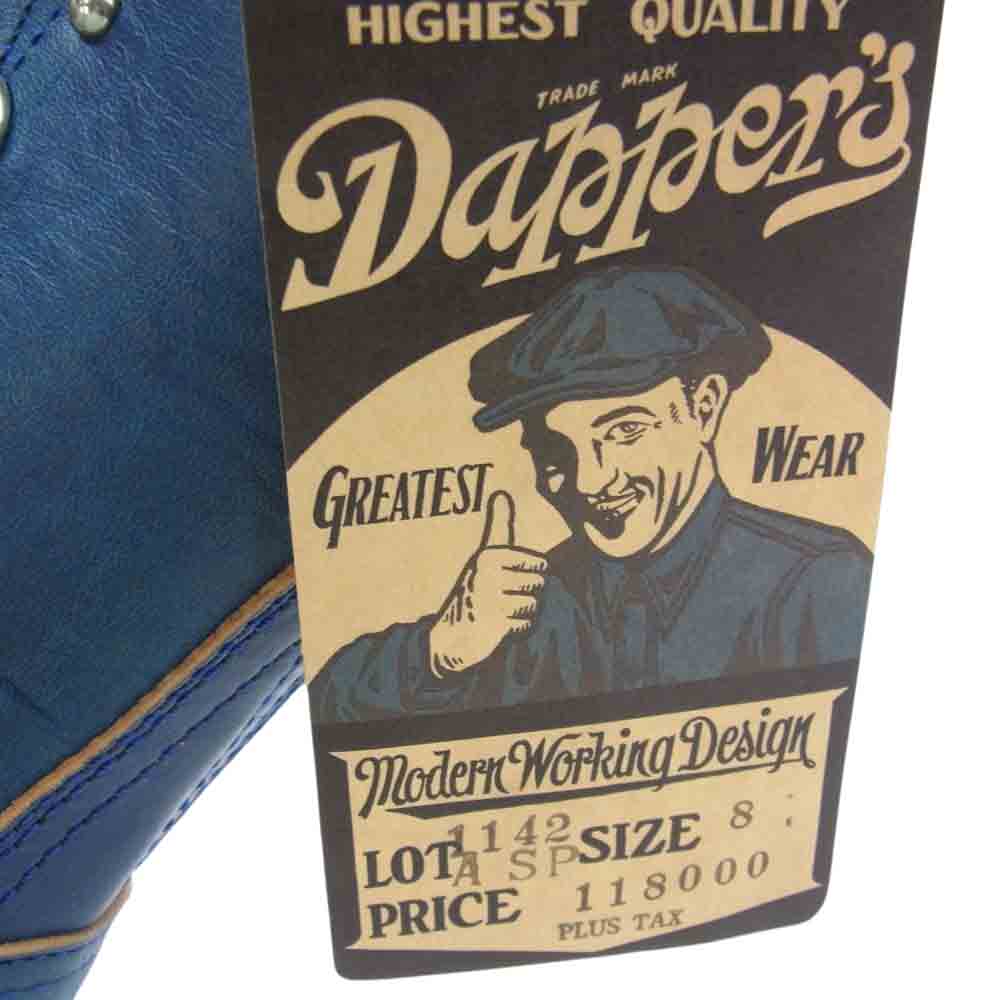 HIGHEST QUALITY
TRADE MARK
Dapper's
GREATEST WEAR
Modern Working Design
LOT 1142 A SP SIZE 8
PRICE 118000
PLUS TAX